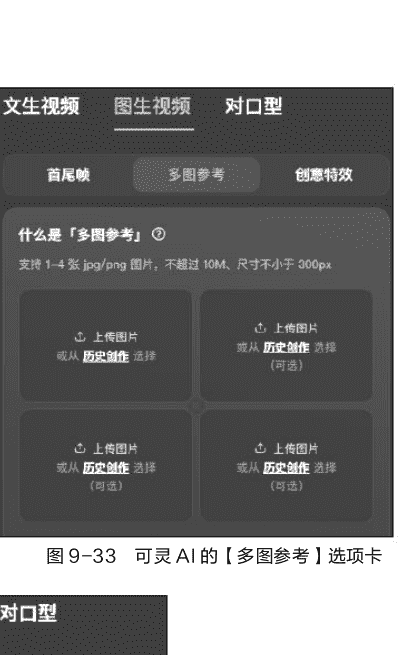 文生视频 图生视频 对口型
首尾帧 多图参考 创意特效
什么是「多图参考」?
支持 1-4 张 jpg/png 图片，不超过 10M、尺寸不小于 300px
上传图片
或从 历史创作 选择
上传图片
或从 历史创作 选择
(可选)
上传图片
或从 历史创作 选择
(可选)
上传图片
或从 历史创作 选择
(可选)
图 9-33 可灵 AI 的【多图参考】选项卡
对口型